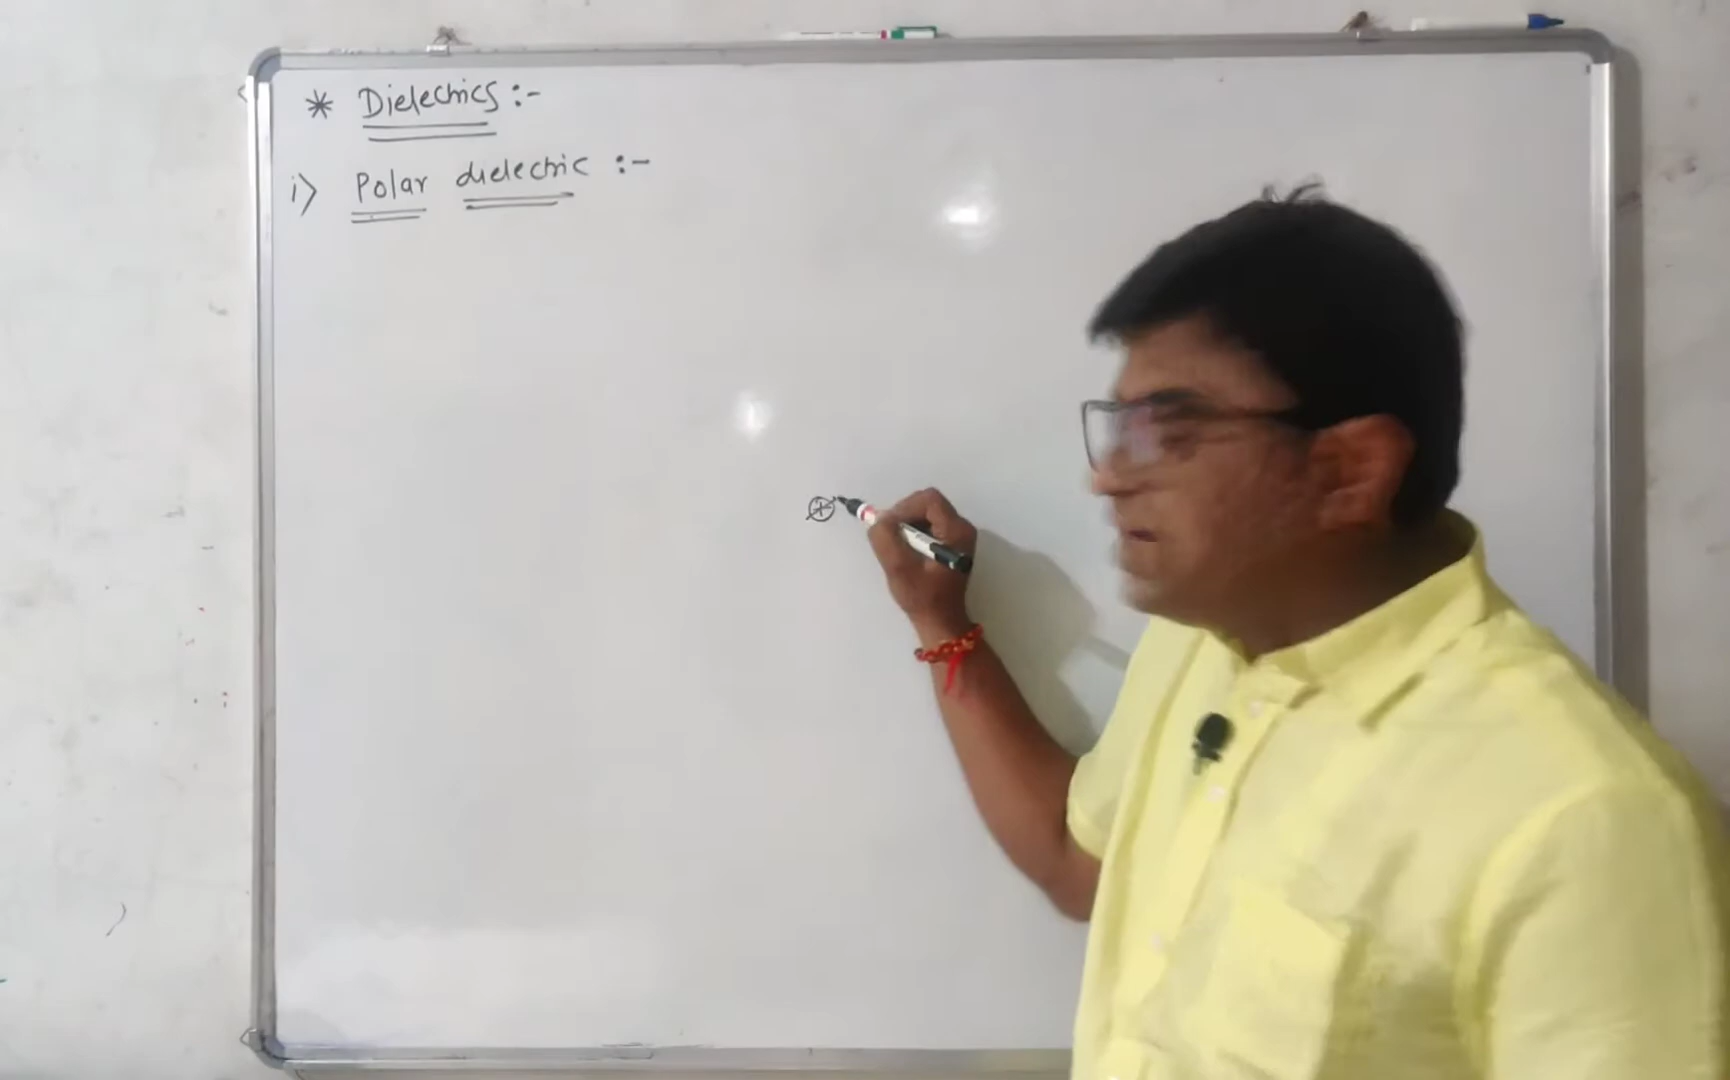 * Dielectrics :-
i) Polar dielectric :-
+